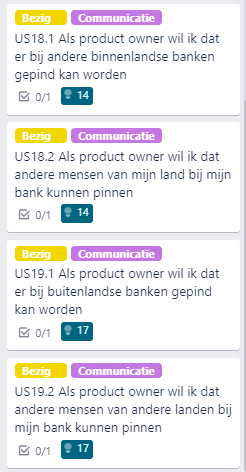 Bezig Communicatie
US18.1 Als product owner wil ik dat
er bij andere binnenlandse banken
gepind kan worden
0/1 14
Bezig Communicatie
US18.2 Als product owner wil ik dat
andere mensen van mijn land bij mijn
bank kunnen pinnen
0/1 14
Bezig Communicatie
US19.1 Als product owner wil ik dat
er bij buitenlandse banken gepind
kan worden
0/1 17
Bezig Communicatie
US19.2 Als product owner wil ik dat
andere mensen van andere landen bij
mijn bank kunnen pinnen
0/1 17